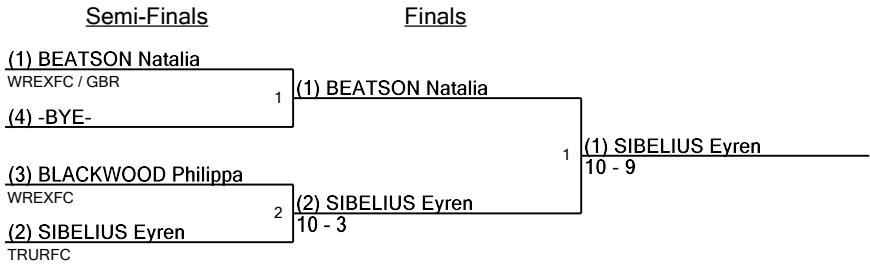 Semi-Finals
Finals
(1) BEATSON Natalia
WREXFC / GBR
1
(1) BEATSON Natalia
(4) -BYE-
1
(1) SIBELIUS Eyren
10 - 9
(3) BLACKWOOD Philippa
WREXFC
2
(2) SIBELIUS Eyren
10 - 3
(2) SIBELIUS Eyren
TRURFC